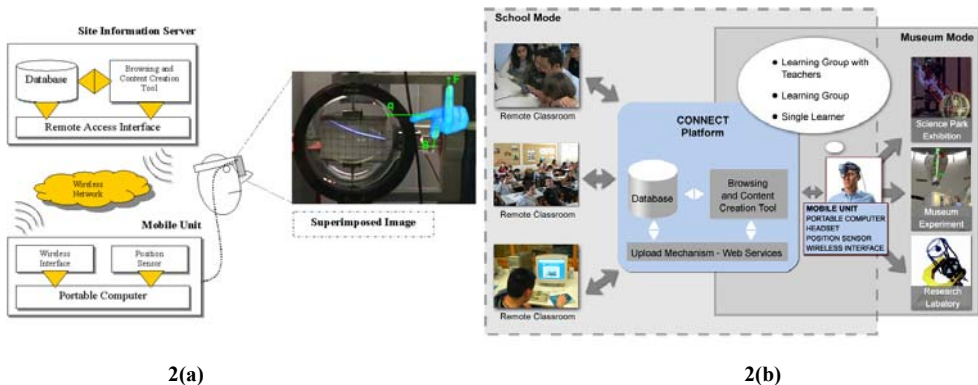 Site Information Server
Database
Browsing and
Content Creation
Tool
Remote Access Interface
Wireless
Network
Mobile Unit
Wireless
Interface
Position
Sensor
Portable Computer
A
F
B
Superimposed Image
2(a)
School Mode
Museum Mode
Remote Classroom
Remote Classroom
Remote Classroom
CONNECT
Platform
Database
Browsing
and Content
Creation Tool
Upload Mechanism - Web Services
• Learning Group with
Teachers
• Learning Group
• Single Learner
MOBILE UNIT
PORTABLE COMPUTER
HEADSET
POSITION SENSOR
WIRELESS INTERFACE
Science Park
Exhibition
Museum
Experiment
Research
Labatory
2(b)